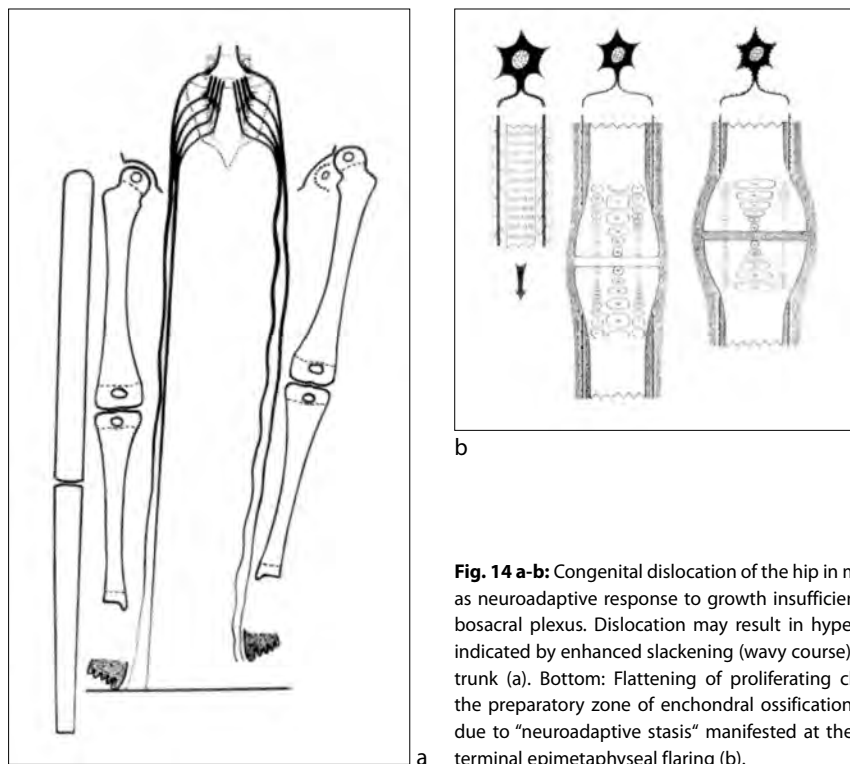 b
Fig. 14 a-b: Congenital dislocation of the hip in m
as neuroadaptive response to growth insufficien
bosacral plexus. Dislocation may result in hype
indicated by enhanced slackening (wavy course)
trunk (a). Bottom: Flattening of proliferating
the preparatory zone of enchondral ossification
due to “neuroadaptive stasis“ manifested at the
terminal epimetaphyseal flaring (b).
a